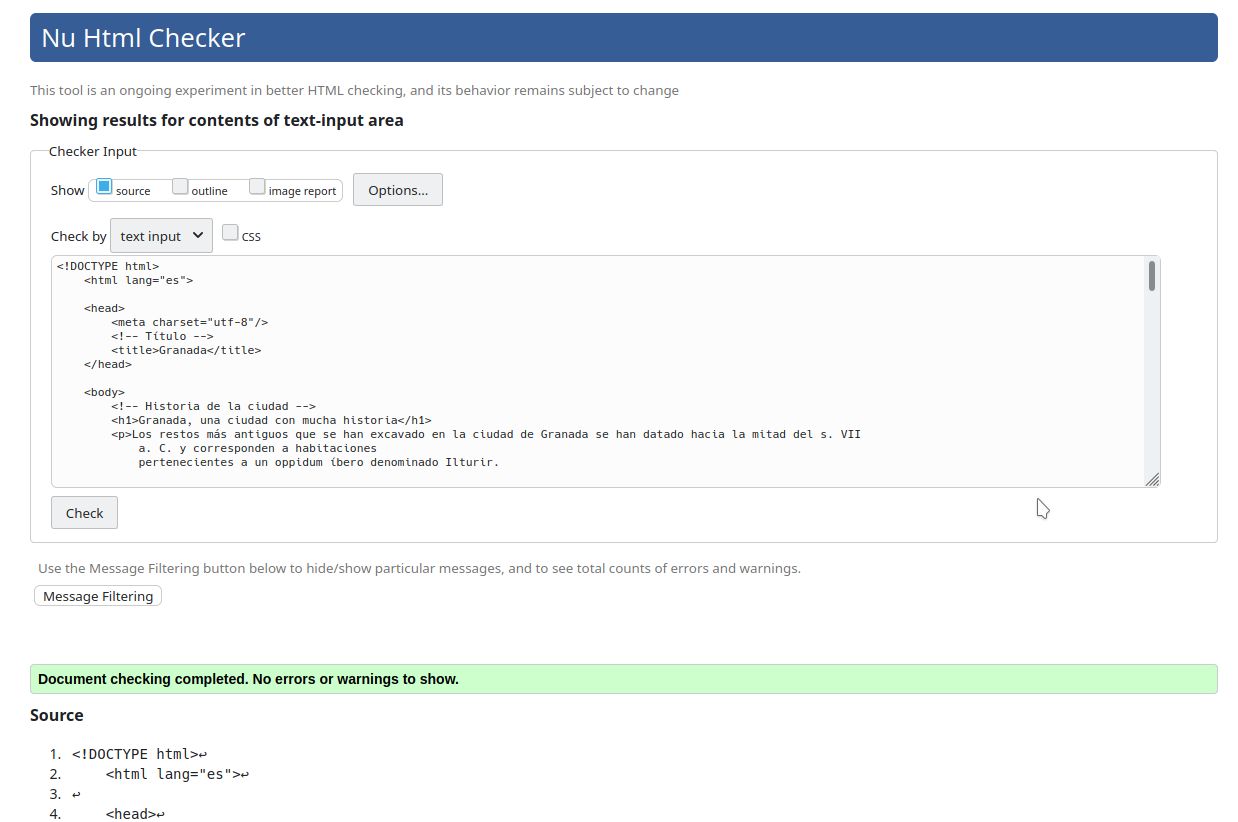 Nu Html Checker
This tool is an ongoing experiment in better HTML checking, and its behavior remains subject to change
Showing results for contents of text-input area
Checker Input
Show source outline image report Options...
Check by text input CSS
<!DOCTYPE html>
    <html lang="es">
    <head>
        <meta charset="utf-8"/>
        <!-- Título -->
        <title>Granada</title>
    </head>
    <body>
        <!-- Historia de la ciudad -->
        <h1>Granada, una ciudad con mucha historia</h1>
        <p>Los restos más antiguos que se han excavado en la ciudad de Granada se han datado hacia la mitad del s. VII
            a. C. y corresponden a habitaciones
            pertenecientes a un oppidum íbero denominado Ilturir.
Check
Use the Message Filtering button below to hide/show particular messages, and to see total counts of errors and warnings.
Message Filtering
Document checking completed. No errors or warnings to show.
Source
1. <!DOCTYPE html>↩
2.     <html lang="es">↩
3. ↩
4.     <head>↩